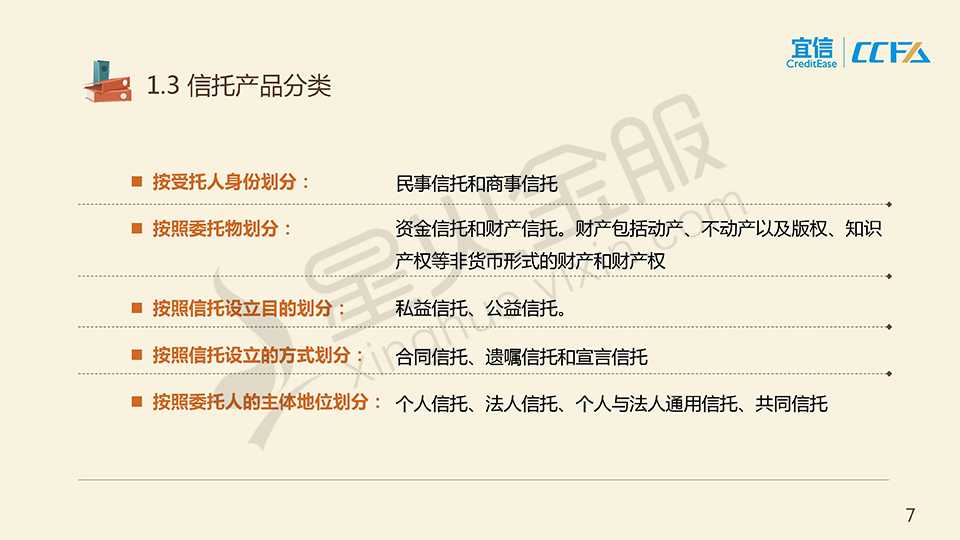 宜信
CreditEase
CCFA
1.3 信托产品分类
按受托人身份划分：
民事信托和商事信托
按照委托物划分：
资金信托和财产信托。财产包括动产、不动产以及版权、知识
产权等非货币形式的财产和财产权
按照信托设立目的划分：
私益信托、公益信托。
按照信托设立的方式划分：
合同信托、遗嘱信托和宣言信托
按照委托人的主体地位划分：
个人信托、法人信托、个人与法人通用信托、共同信托
星火金服
xinghuo.yixin.com
7